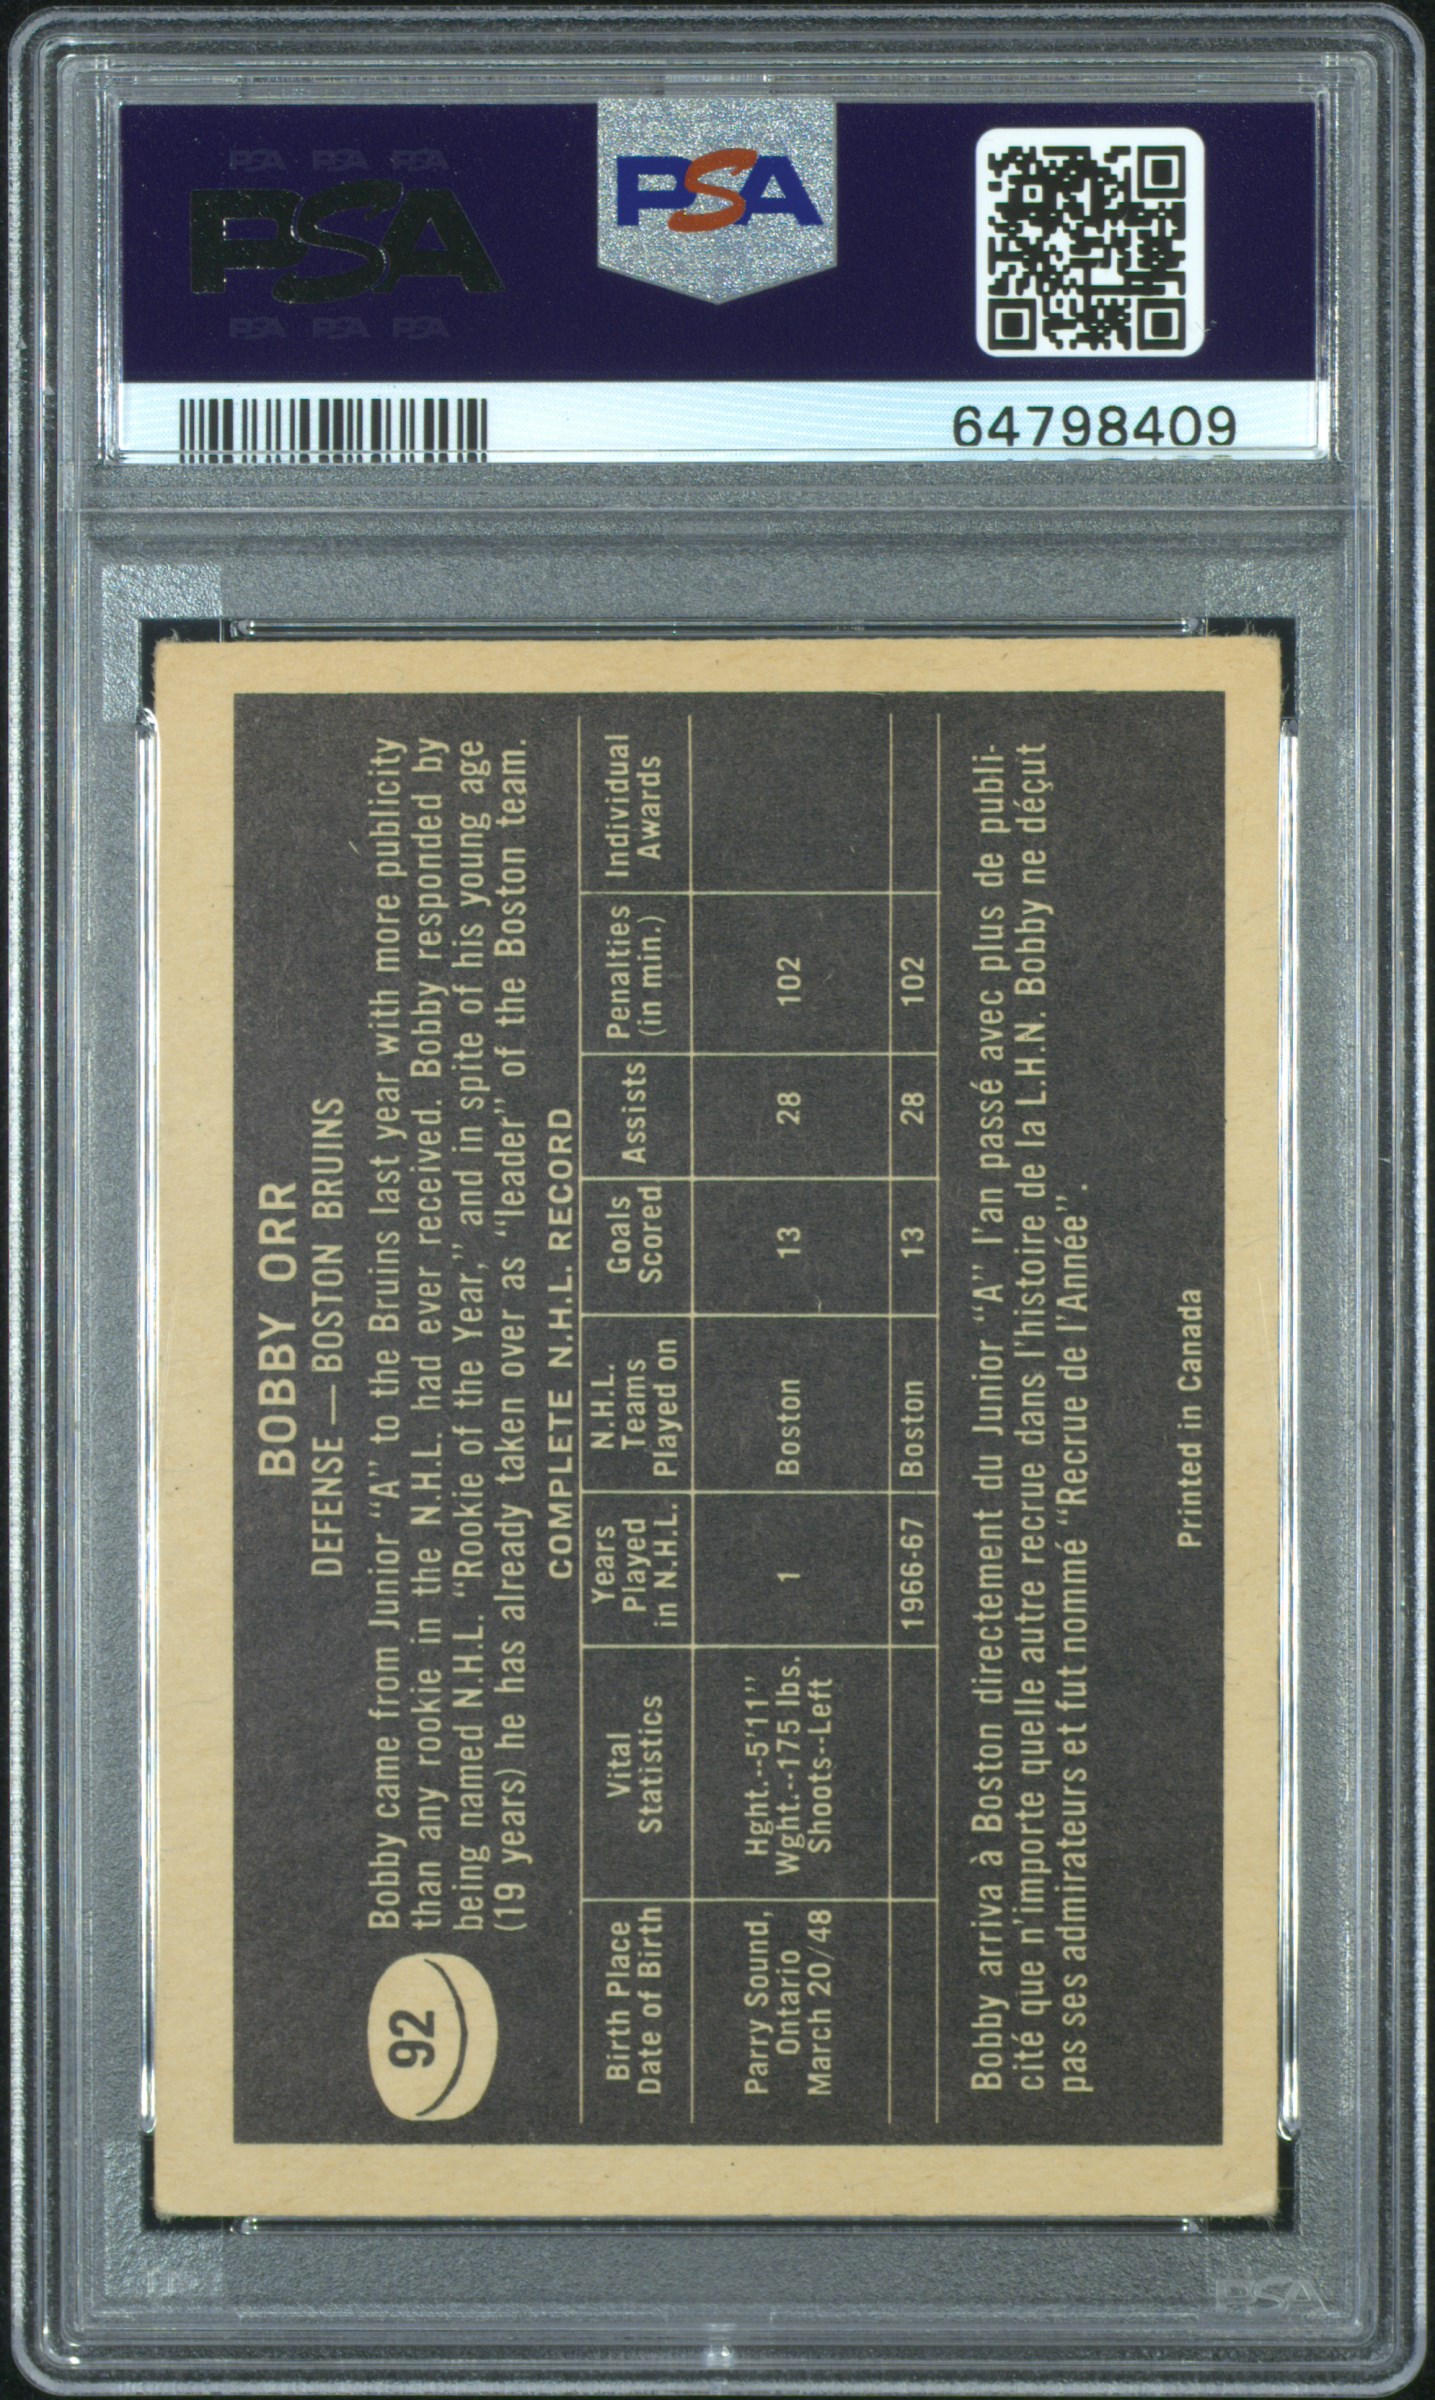 PSA PSA PSA
PSA
PSA PSA PSA
PSA
64798409
BOBBY ORR
DEFENSE—BOSTON BRUINS
92
Bobby came from Junior "A" to the Bruins last year with more publicity
than any rookie in the N.H.L. had ever received. Bobby responded by
being named N.H.L. "Rookie of the Year," and in spite of his young age
(19 years) he has already taken over as "leader" of the Boston team.
COMPLETE N.H.L. RECORD
Birth Place Date of Birth | Vital Statistics | Years Played in N.H.L. | N.H.L. Teams Played on | Goals Scored | Assists | Penalties (in min.) | Individual Awards
Parry Sound, Ontario March 20/48 | Hght.--5'11" Wght.--175 lbs. Shoots--Left | 1 | Boston | 13 | 28 | 102
1966-67 | Boston | 13 | 28 | 102
Bobby arriva à Boston directement du Junior "A" l'an passé avec plus de publi-
cité que n'importe quelle autre recrue dans l'histoire de la L.H.N. Bobby ne déçut
pas ses admirateurs et fut nommé "Recrue de l'Année".
Printed in Canada
PSA